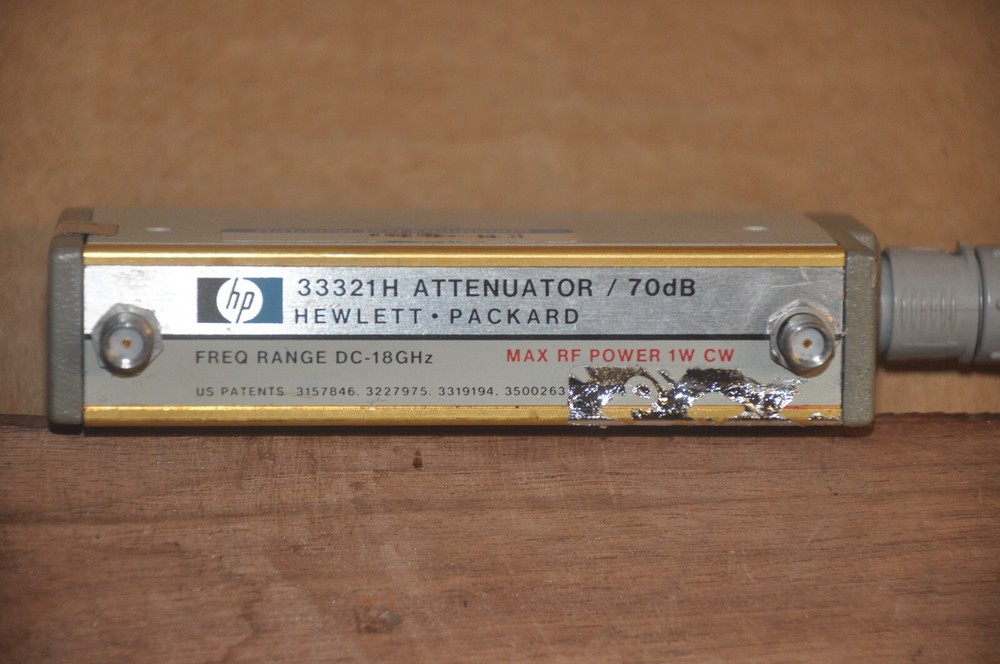 hp
33321H ATTENUATOR / 70dB
HEWLETT • PACKARD
FREQ RANGE DC-18GHz
MAX RF POWER 1W CW
US PATENTS 3157846. 3227975. 3319194. 3500263